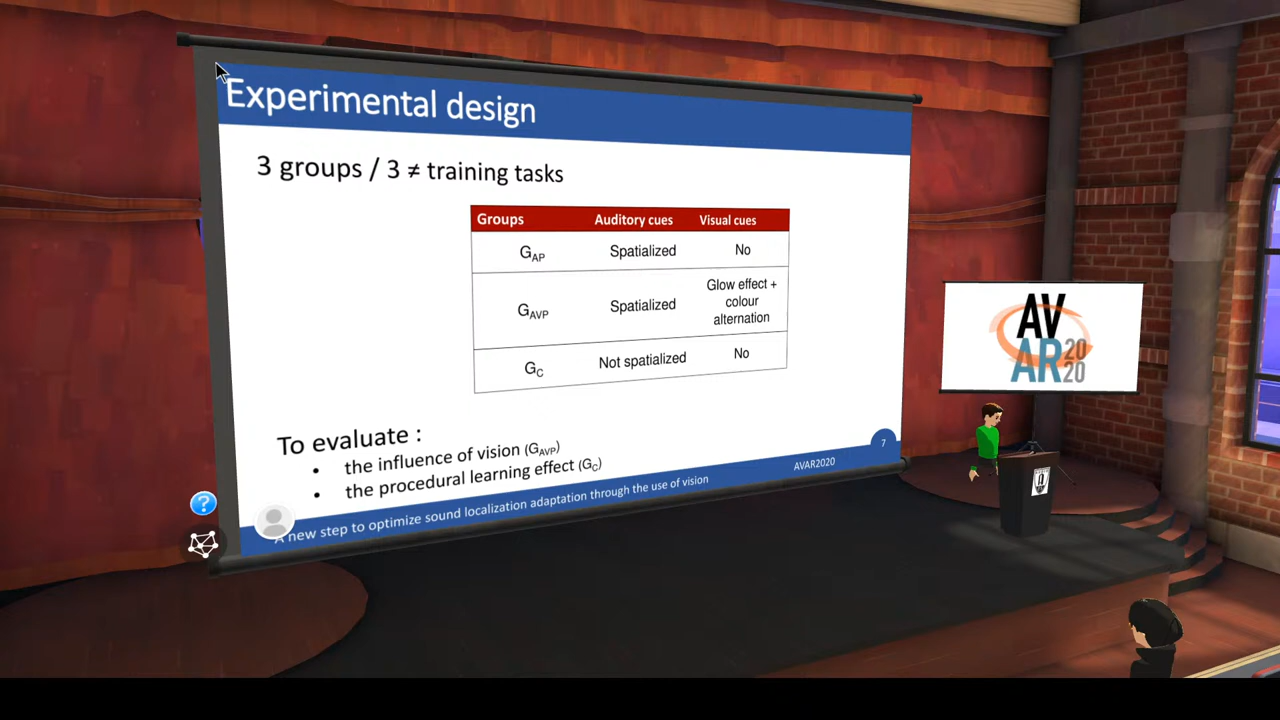 Experimental design
3 groups / 3 ≠ training tasks
Groups Auditory cues Visual cues
GAP Spatialized No
GAVP Spatialized Glow effect +
colour
alternation
GC Not spatialized No
To evaluate :
• the influence of vision (GAVP)
• the procedural learning effect (GC)
A new step to optimize sound localization adaptation through the use of vision
AVAR2020
7
?
AV
AR 20
20